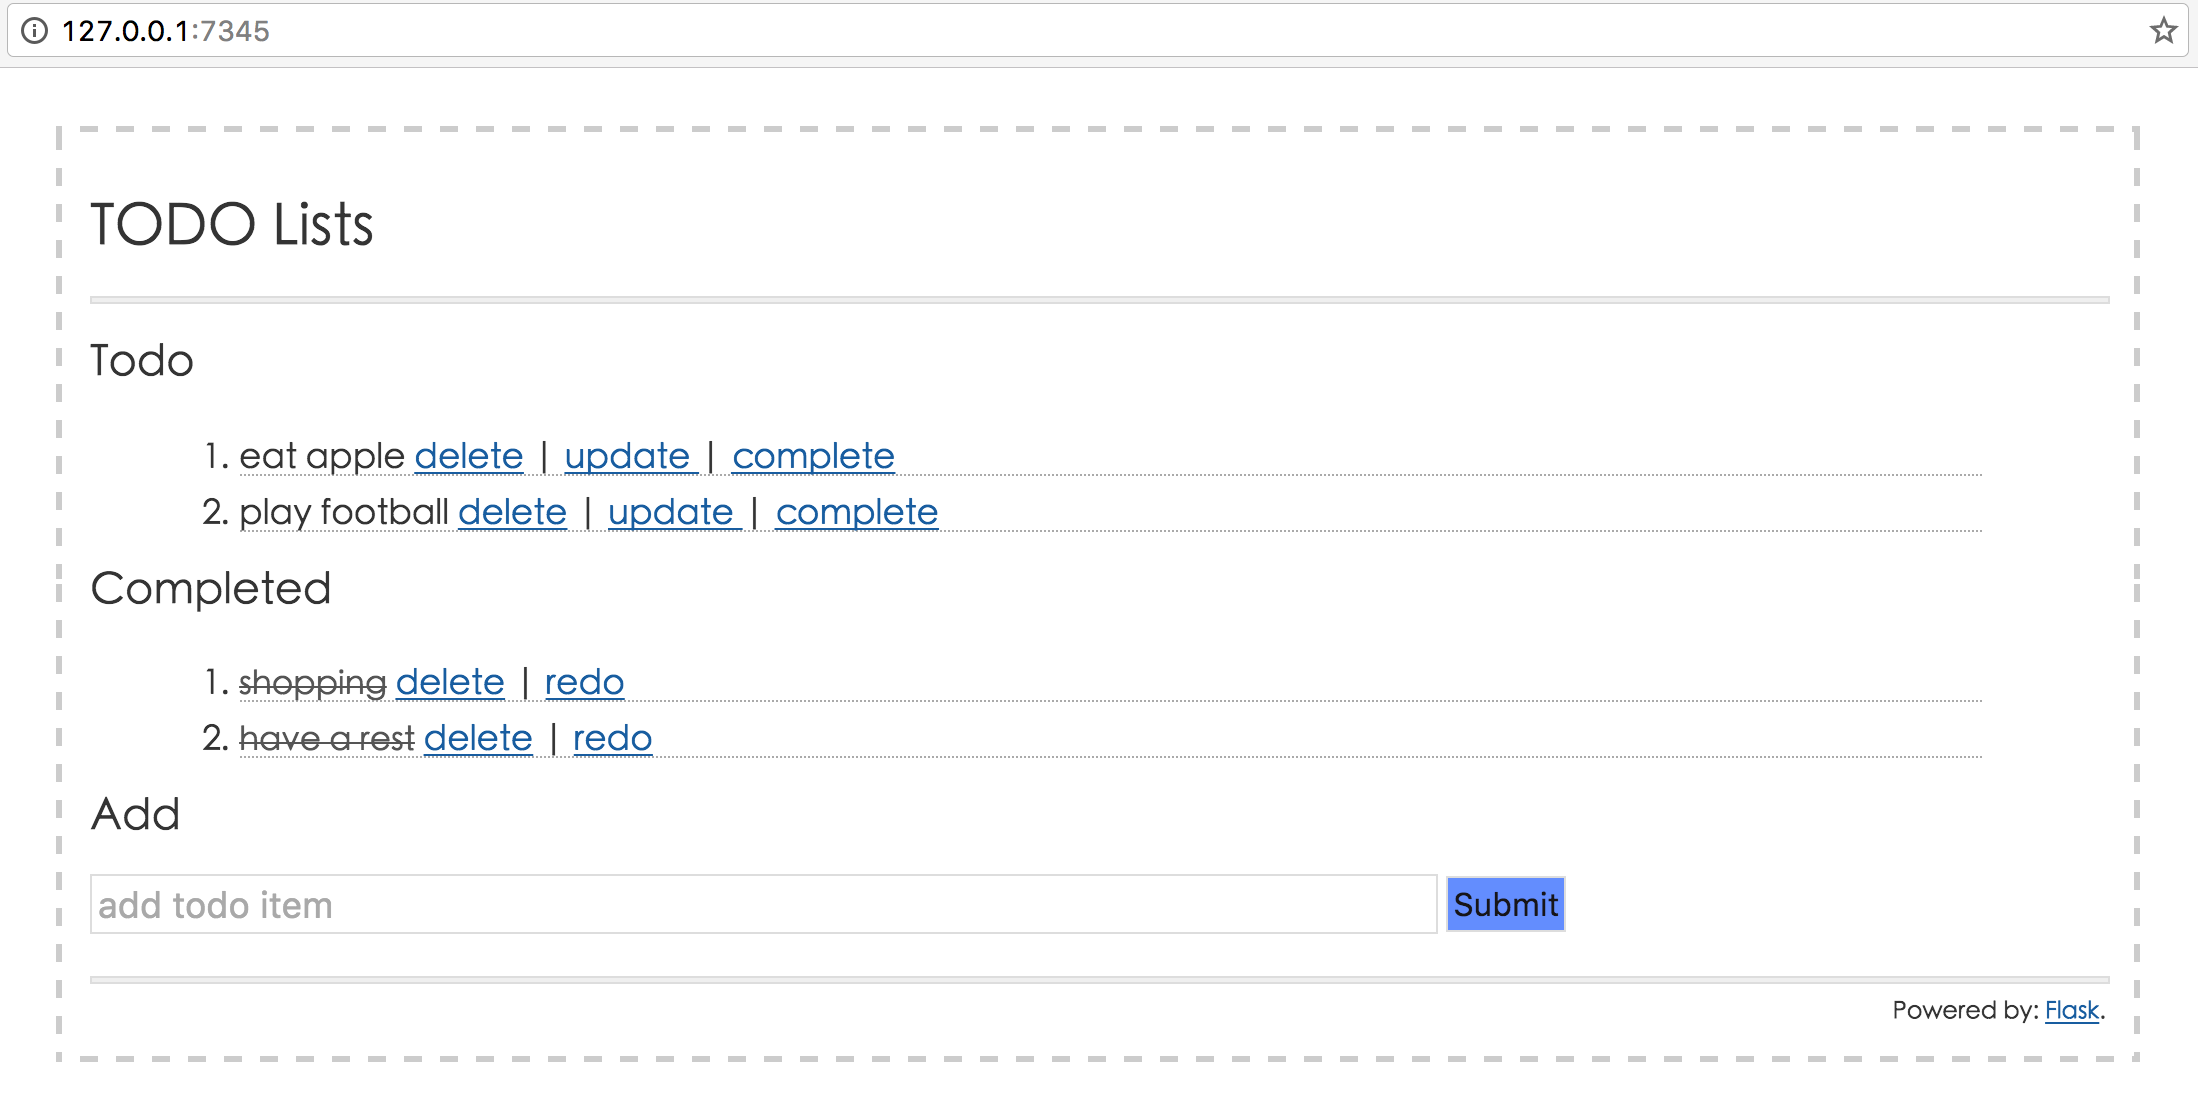 127.0.0.1:7345
TODO Lists
Todo
1. eat apple delete | update | complete
2. play football delete | update | complete
Completed
1. shopping delete | redo
2. have a rest delete | redo
Add
add todo item Submit
Powered by: Flask.